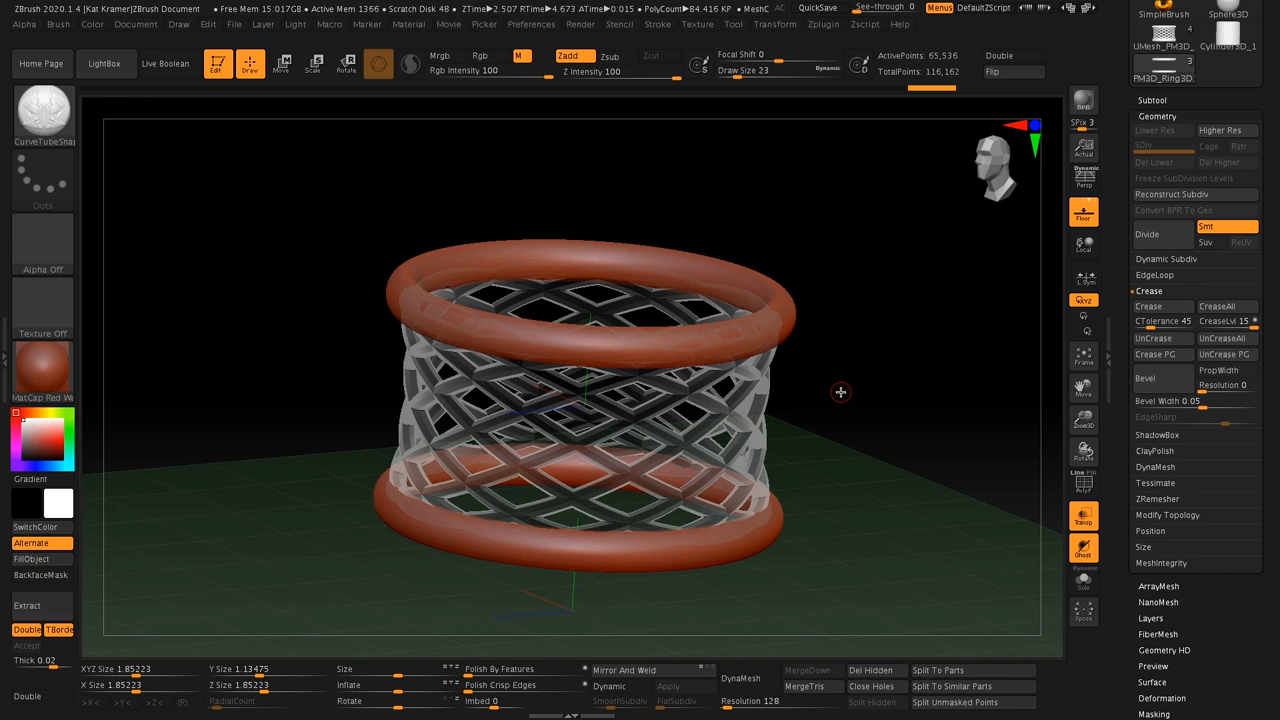 ZBrush 2020.1.4 [Kat Kramer]ZBrush Document • Free Mem 15.017GB • Active Mem 1366 • Scratch Disk 48 • ZTime▶2.507 RTime▶4.673 ATime▶0.015 • PolyCount▶84.416 KP • MeshC AC QuickSave See-through 0 Menus DefaultZScript
Alpha Brush Color Document Draw Edit File Layer Light Macro Marker Material Movie Picker Preferences Render Stencil Stroke Texture Tool Transform Zplugin Zscript Help
SimpleBrush Sphere3D
4
UMesh_PM3D_ Cylinder3D_1
3
PM3D_Ring3D
Home Page LightBox Live Boolean Edit Draw Move Scale Rotate
Mrgb Rgb M Zadd Zsub Zcut Focal Shift 0 ActivePoints: 65,536 Double
Rgb Intensity 100 Z Intensity 100 Draw Size 23 Dynamic TotalPoints: 116,162 Flip
S D
CurveTubeSnap
Dots
Alpha Off
Texture Off
MatCap Red Wa
Gradient
SwitchColor
Alternate
FillObject
BackfaceMask
Extract
Double TBorde
Accept
Thick 0.02
Double
BPR
SPix 3
Actual
Dynamic
Persp
Floor
Local
L.Sym
XYZ
Frame
Move
Zoom3D
Rotate
Line Fill
PolyF
Transp
Ghost
Dynamic
Solo
Xpose
Subtool
Geometry
Lower Res Higher Res
SDiv Cage Rstr
Del Lower Del Higher
Freeze SubDivision Levels
Reconstruct Subdiv
Convert BPR To Geo
Divide Smt
Suv ReUV
Dynamic Subdiv
EdgeLoop
Crease
Crease CreaseAll
CTolerance 45 CreaseLvl 15
UnCrease UnCreaseAll
Crease PG UnCrease PG
Bevel PropWidth
Resolution 0
Bevel Width 0.05
EdgeSharp
ShadowBox
ClayPolish
DynaMesh
Tessimate
ZRemesher
Modify Topology
Position
Size
MeshIntegrity
ArrayMesh
NanoMesh
Layers
FiberMesh
Geometry HD
Preview
Surface
Deformation
Masking
XYZ Size 1.85223 Y Size 1.13475 Size Polish By Features Mirror And Weld DynaMesh MergeDown Del Hidden Split To Parts
X Size 1.85223 Z Size 1.85223 Inflate Polish Crisp Edges Dynamic Apply MergeTris Close Holes Split To Similar Parts
>X< >Y< >Z< (R) RadialCount Rotate Imbed 0 SmoothSubdiv FlatSubdiv Resolution 128 Split Hidden Split Unmasked Points